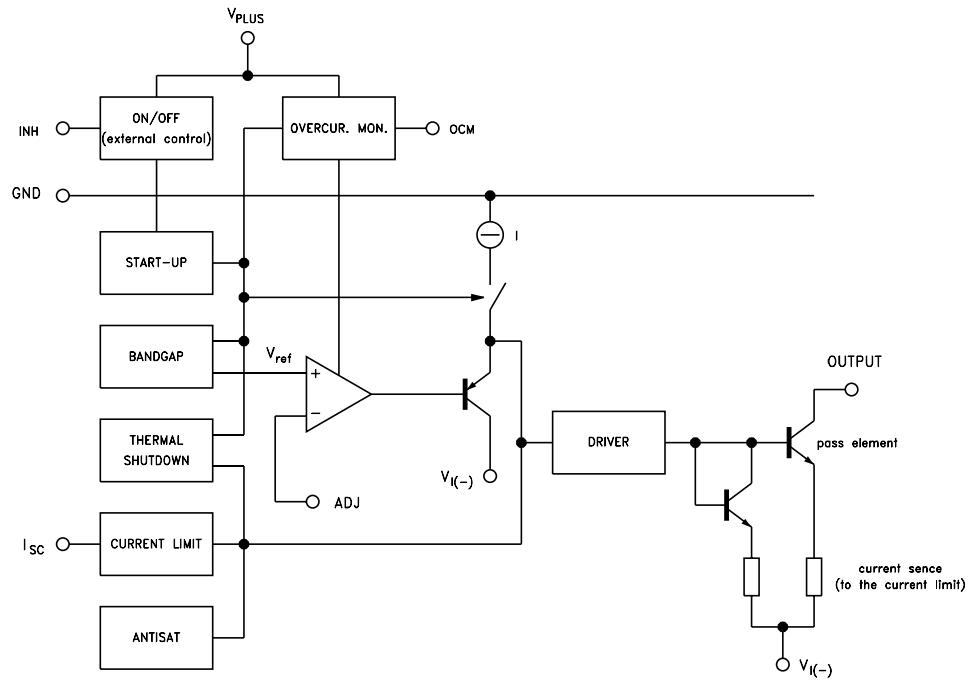 VPLUS
INH
ON/OFF
(external control)
OVERCUR. MON.
OCM
GND
I
START-UP
BANDGAP
Vref
+
−
OUTPUT
THERMAL
SHUTDOWN
DRIVER
pass element
VI(−)
ADJ
ISC
CURRENT LIMIT
current sence
(to the current limit)
ANTISAT
VI(−)